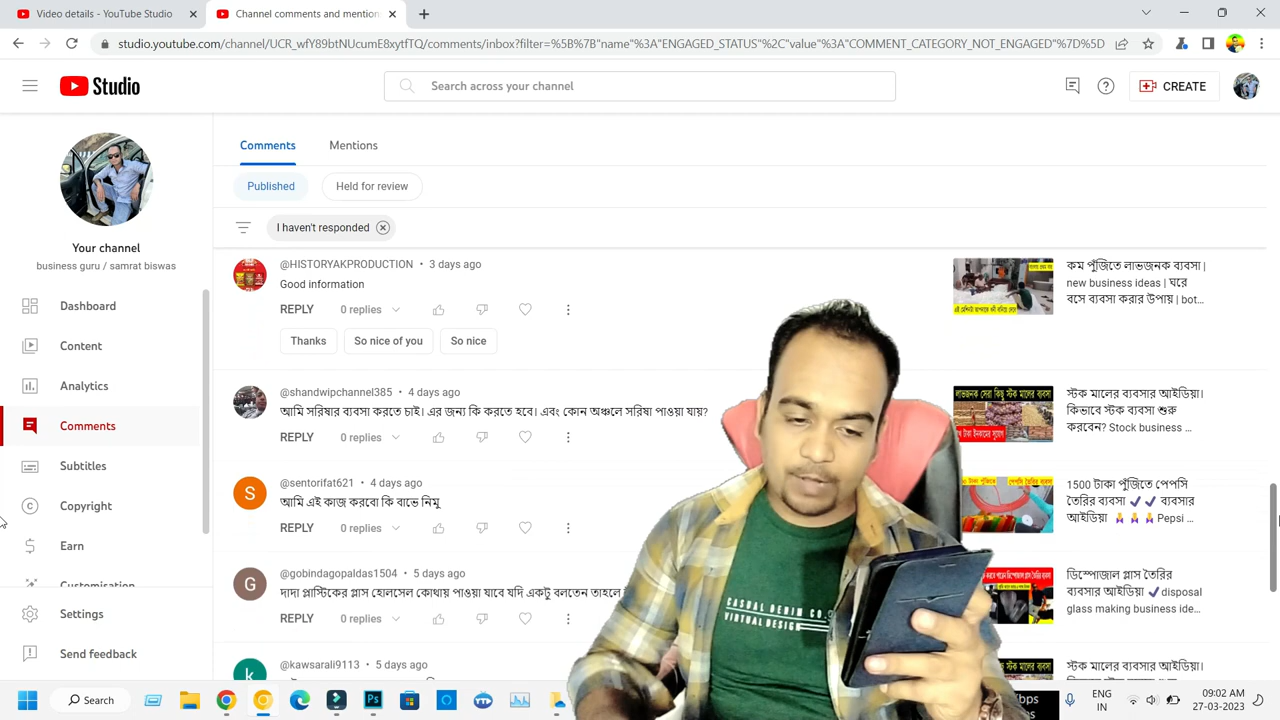 Video details - YouTube Studio
Channel comments and mention
studio.youtube.com/channel/UCR_wfY89btNUcumE8xytfTQ/comments/inbox?filter=%5B%7B"name"%3A"ENGAGED_STATUS"%2C"value"%3A"COMMENT_CATEGORY_NOT_ENGAGED"%7D%5D
Studio
Search across your channel
CREATE
Your channel
business guru / samrat biswas
Dashboard
Content
Analytics
Comments
Subtitles
Copyright
Earn
Customisation
Settings
Send feedback
Comments
Mentions
Published
Held for review
I haven't responded
@HISTORYAKPRODUCTION • 3 days ago
Good information
REPLY 0 replies
Thanks
So nice of you
So nice
কম পুঁজিতে লাভজনক ব্যবসা |
new business ideas | ঘরে
বসে ব্যবসা করার উপায় | bot...
@shandwipchannel385 • 4 days ago
আমি সরিষার ব্যবসা করতে চাই। এর জন্য কি করতে হবে। এবং কোন অঞ্চলে সরিষা পাওয়া যায়?
REPLY 0 replies
লাভজনক সেরা কিছু স্টক মালের ব্যবসা
স্টক মালের ব্যবসার আইডিয়া।
কিভাবে স্টক ব্যবসা শুরু
করবেন? Stock business ...
@sentorifat621 • 4 days ago
আমি এই কাজ করবো কি বাভে নিমু
REPLY 0 replies
1500 টাকা পুঁজিতে পেপসি
তৈরির ব্যবসা ✔✔ ব্যবসার
আইডিয়া Pepsi ...
@gobindagopaldas1504 • 5 days ago
REPLY 0 replies
ডিস্পোজাল গ্লাস তৈরির
ব্যবসার আইডিয়া ✔disposal
glass making business ide...
@kawsarali9113 • 5 days ago
স্টক মালের ব্যবসার আইডিয়া।
CASUAL DENIM CO.
VIRTUAL DESIGN
Search
ENG
IN
09:02 AM
27-03-2023